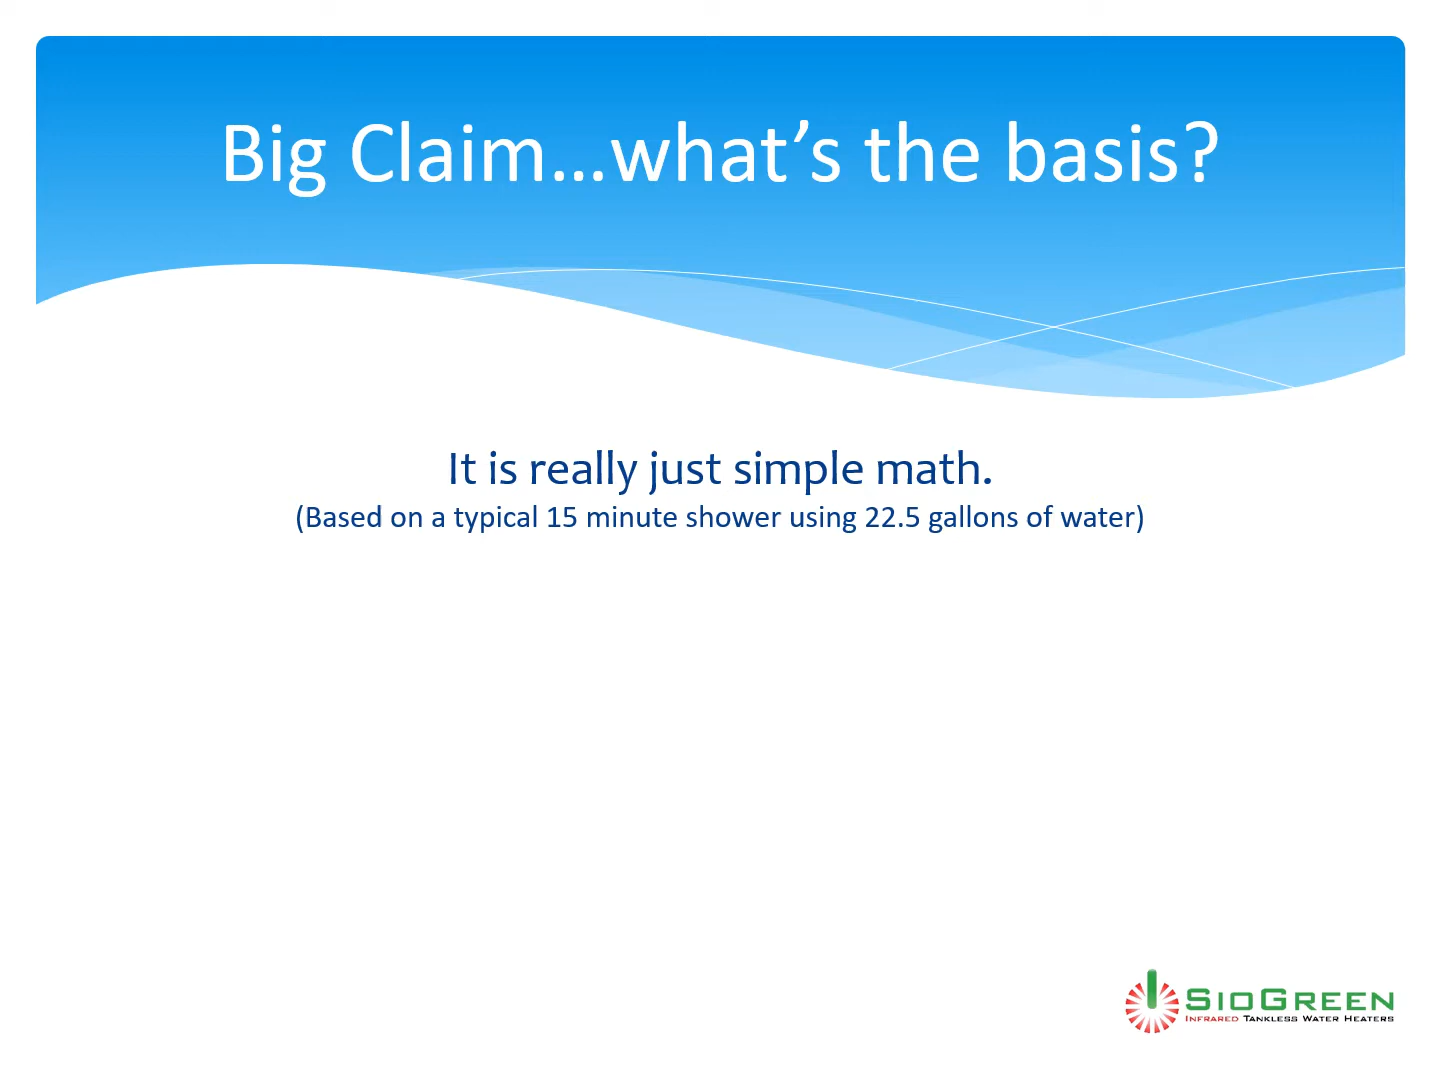 Big Claim…what’s the basis?
It is really just simple math.
(Based on a typical 15 minute shower using 22.5 gallons of water)
SioGreen
Infrared Tankless Water Heaters